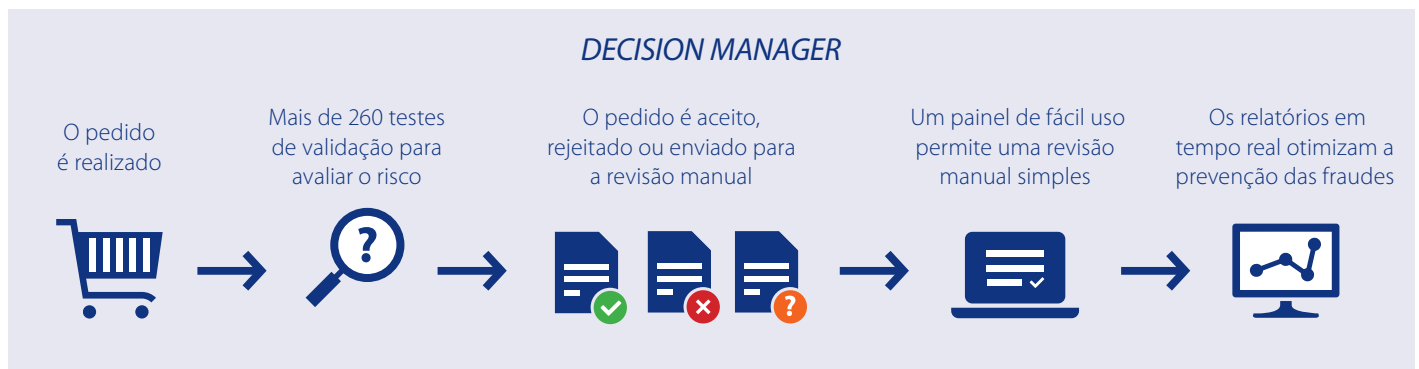 DECISION MANAGER
O pedido
é realizado
Mais de 260 testes
de validação para
avaliar o risco
O pedido é aceito,
rejeitado ou enviado para
a revisão manual
Um painel de fácil uso
permite uma revisão
manual simples
Os relatórios em
tempo real otimizam a
prevenção das fraudes
?
?